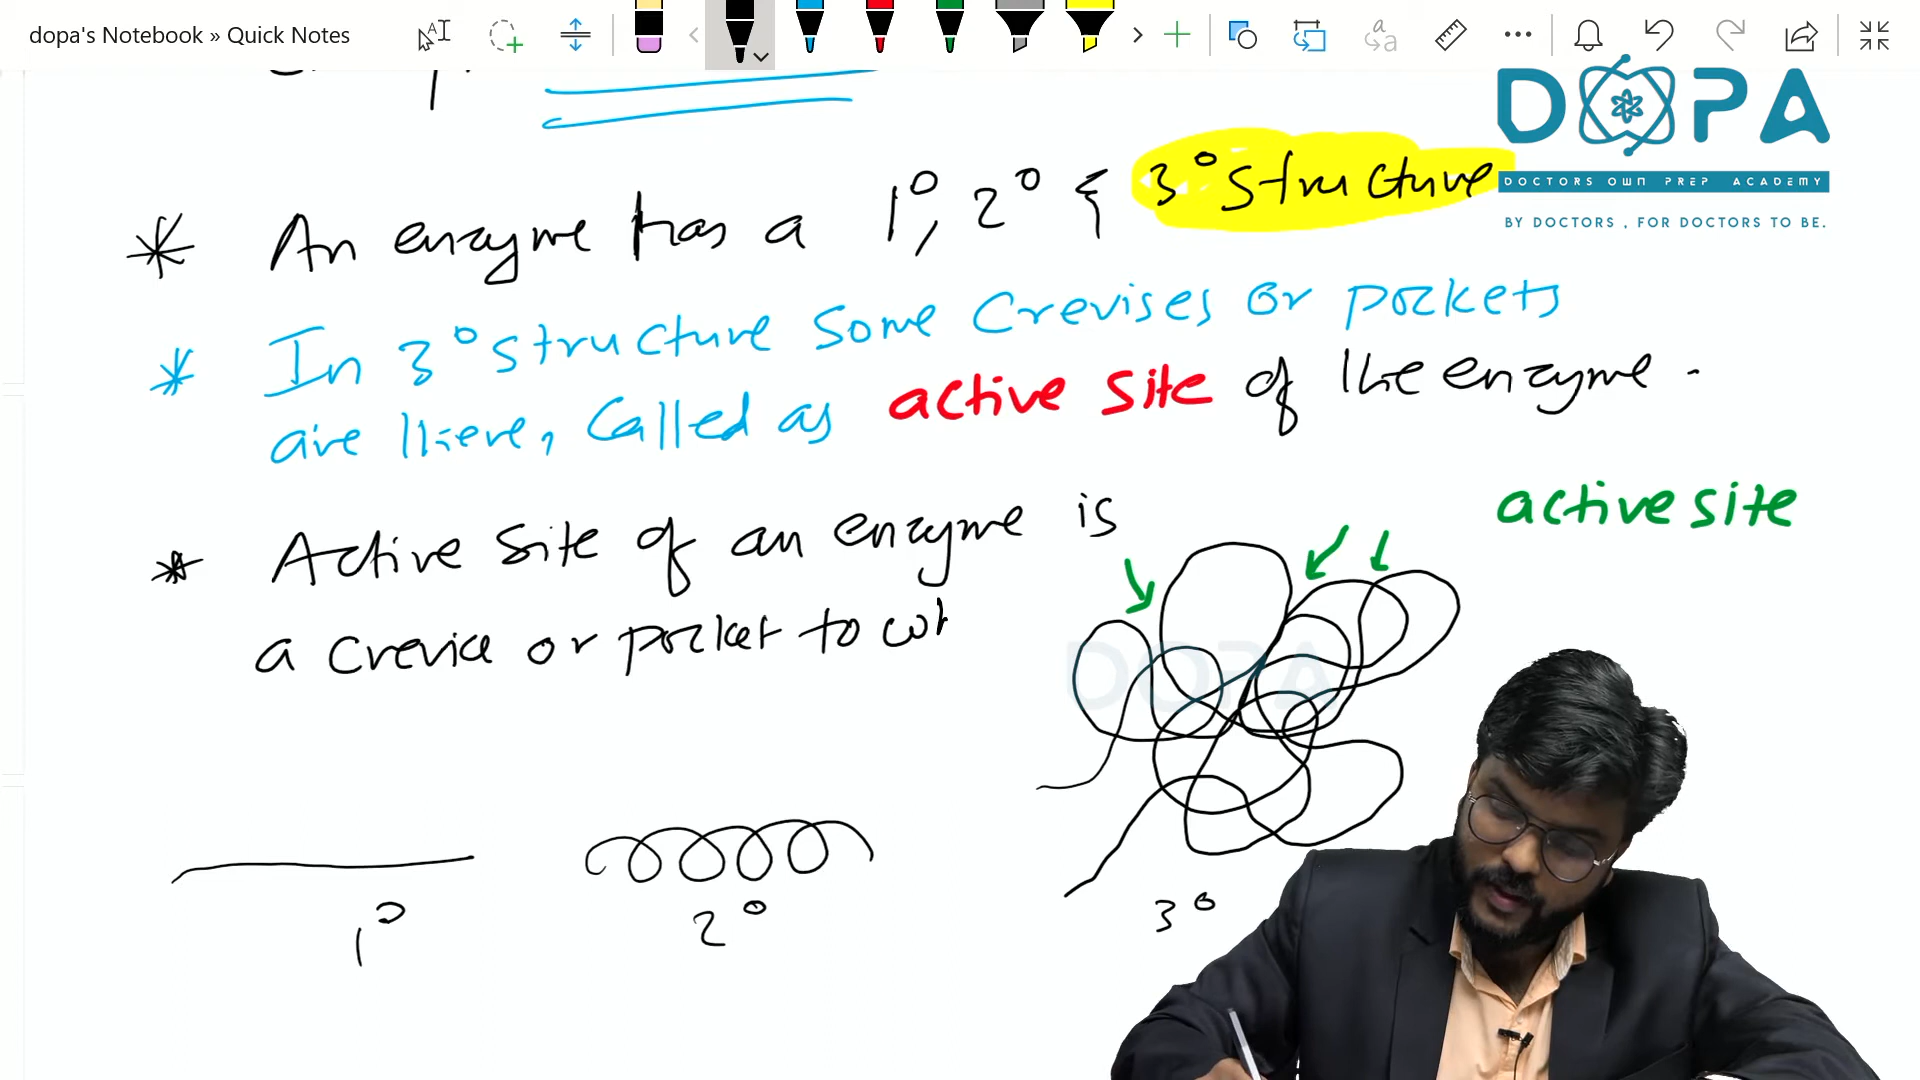 dopa's Notebook » Quick Notes
DOPA
DOCTORS OWN PREP ACADEMY
BY DOCTORS , FOR DOCTORS TO BE.
* An enzyme has a 1°, 2° & 3° structure
* In 3° structure some Crevises or pockets
are there, Called as active site of the enzyme.
active site
* Active site of an enzyme is
a crevice or pocket to wh
DOPA
1°
2°
3°